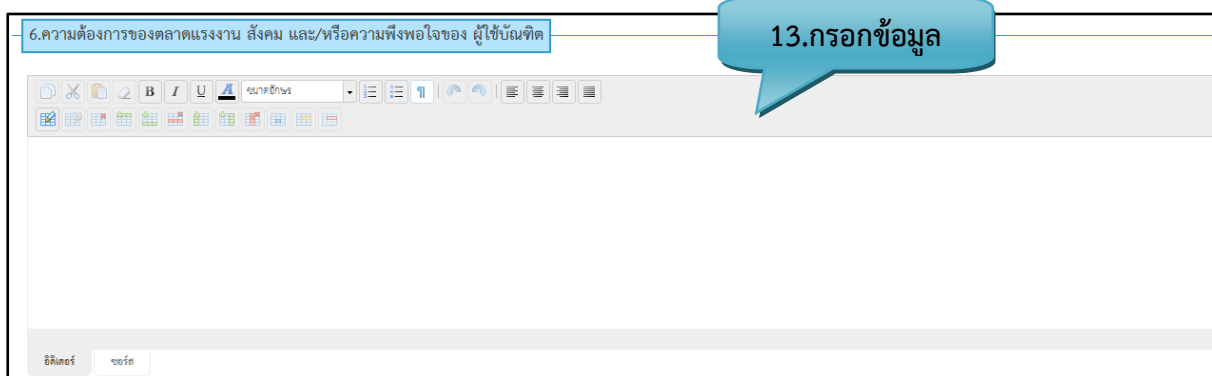 6.ความต้องการของตลาดแรงงาน สังคม และ/หรือความพึงพอใจของ ผู้ใช้บัณฑิต
13.กรอกข้อมูล
B I U A ขนาดอักษร
อิดิเตอร์ ซอร์ส